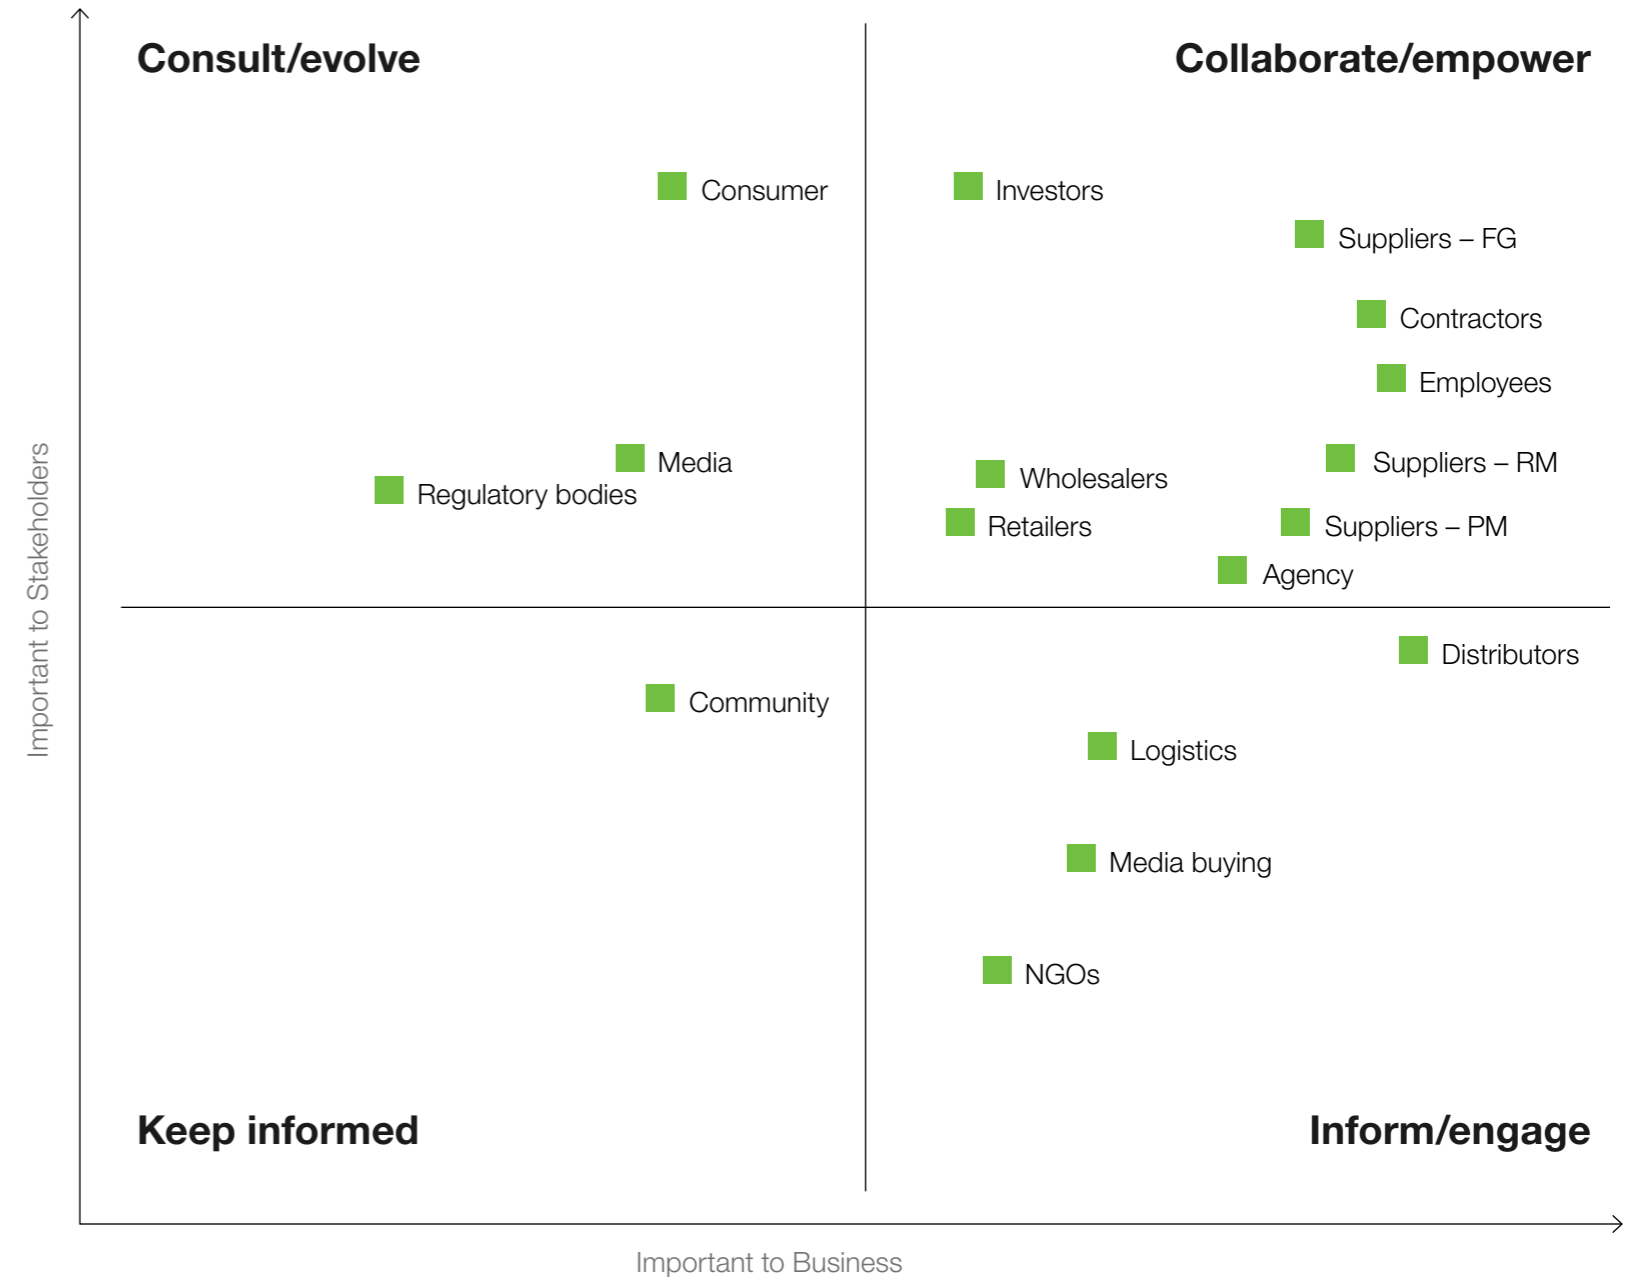 Consult/evolve
Collaborate/empower
Consumer
Investors
Suppliers – FG
Contractors
Employees
Media
Suppliers – RM
Wholesalers
Regulatory bodies
Retailers
Suppliers – PM
Agency
Important to Stakeholders
Distributors
Community
Logistics
Media buying
NGOs
Keep informed
Inform/engage
Important to Business